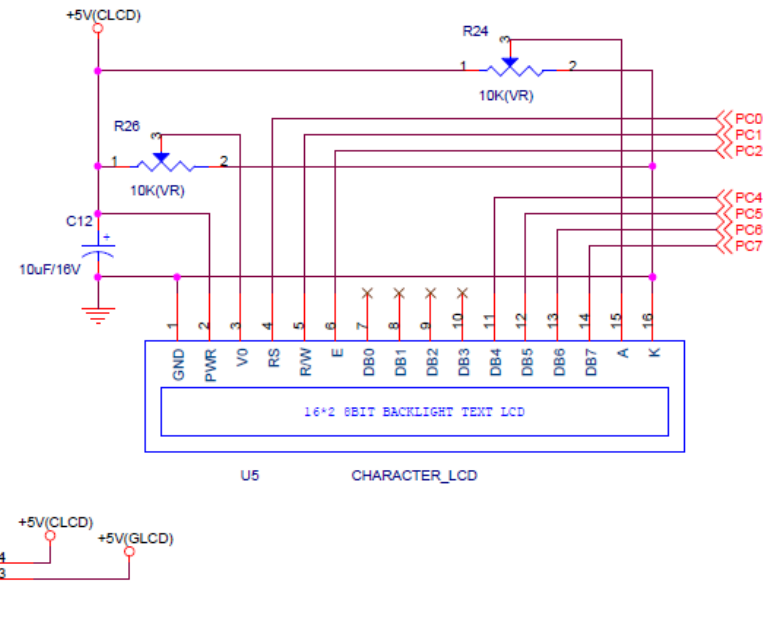 +5V(CLCD)
R24
3
1
2
10K(VR)
PC0
PC1
PC2
R26
3
1
2
10K(VR)
PC4
PC5
PC6
PC7
C12
+
10uF/16V
1
2
3
4
5
6
7
8
9
10
11
12
13
14
15
16
GND
PWR
V0
RS
R/W
E
DB0
DB1
DB2
DB3
DB4
DB5
DB6
DB7
A
K
16*2 8BIT BACKLIGHT TEXT LCD
U5
CHARACTER_LCD
+5V(CLCD)
+5V(GLCD)
4
3